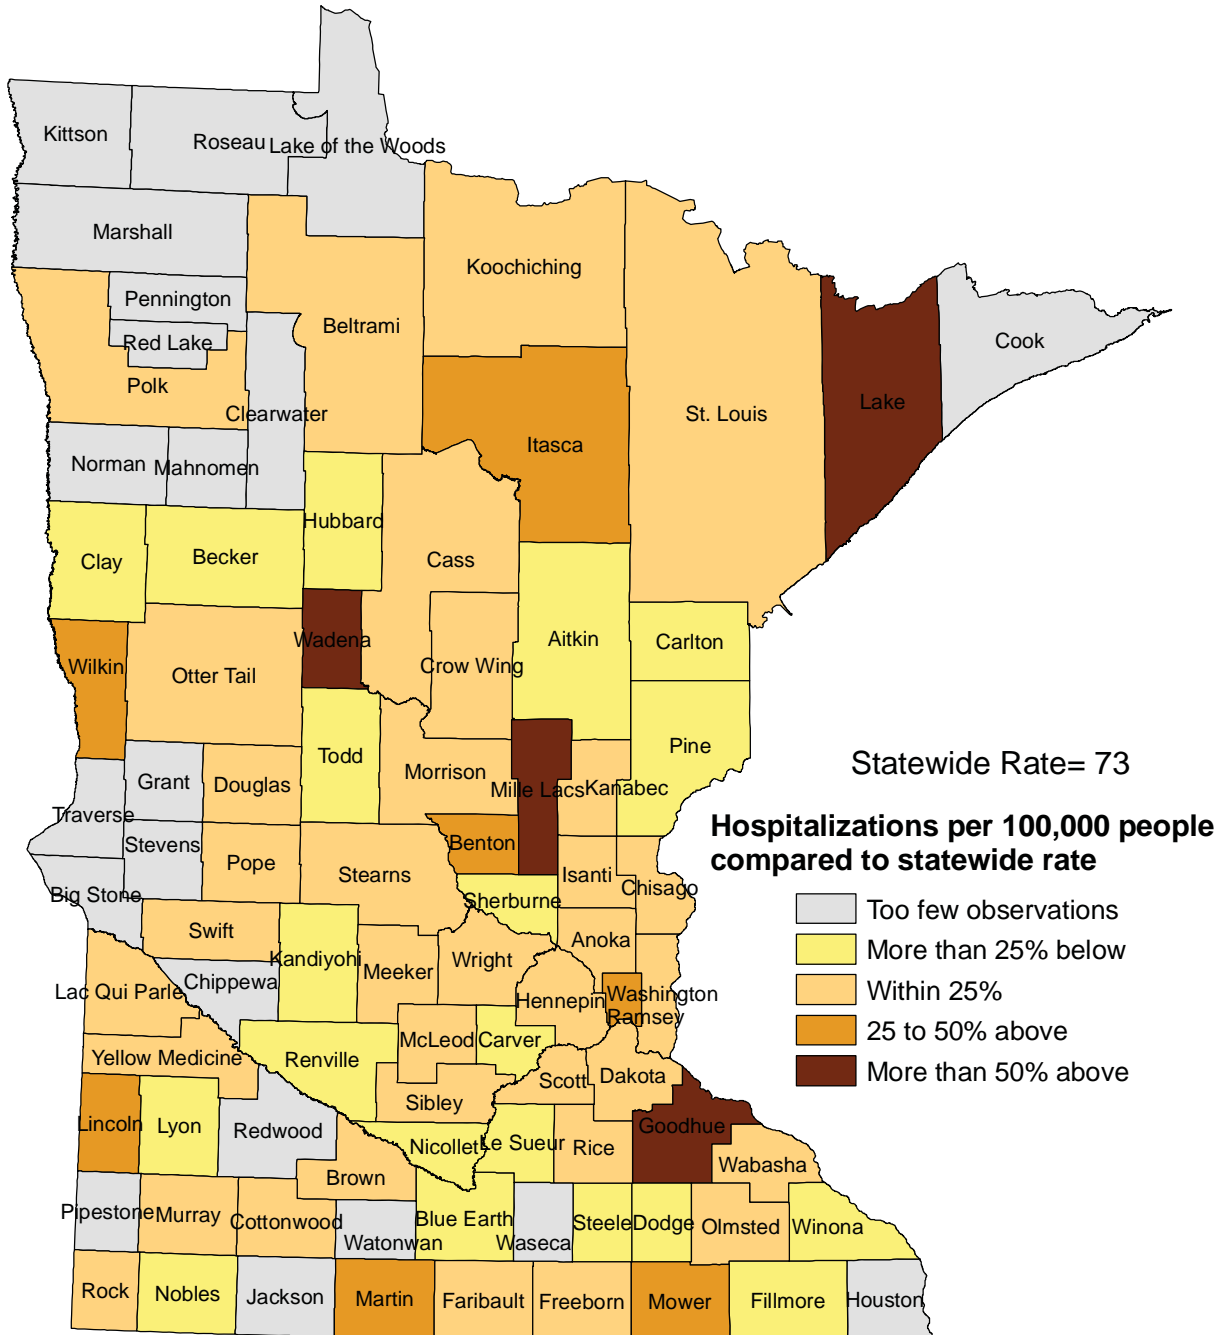 Kittson
Roseau
Lake of the Woods
Marshall
Koochiching
Pennington
Beltrami
Red Lake
Cook
Polk
Lake
Clearwater
St. Louis
Itasca
Norman
Mahnomen
Hubbard
Becker
Clay
Cass
Wadena
Aitkin
Carlton
Wilkin
Otter Tail
Crow Wing
Pine
Todd
Statewide Rate= 73
Morrison
Grant
Douglas
Mille Lacs
Kanabec
Traverse
Hospitalizations per 100,000 people
compared to statewide rate
Stevens
Benton
Pope
Stearns
Isanti
Chisago
Big Stone
Sherburne
Too few observations
Swift
Anoka
More than 25% below
Kandiyohi
Wright
Meeker
Chippewa
Lac Qui Parle
Within 25%
Washington
Hennepin
Ramsey
25 to 50% above
McLeod
Carver
Yellow Medicine
Renville
More than 50% above
Dakota
Scott
Sibley
Lincoln
Lyon
Redwood
Goodhue
Nicollet
Le Sueur
Rice
Wabasha
Brown
Pipestone
Murray
Cottonwood
Blue Earth
Steele
Dodge
Olmsted
Winona
Watonwan
Waseca
Rock
Nobles
Jackson
Martin
Faribault
Freeborn
Mower
Fillmore
Houston